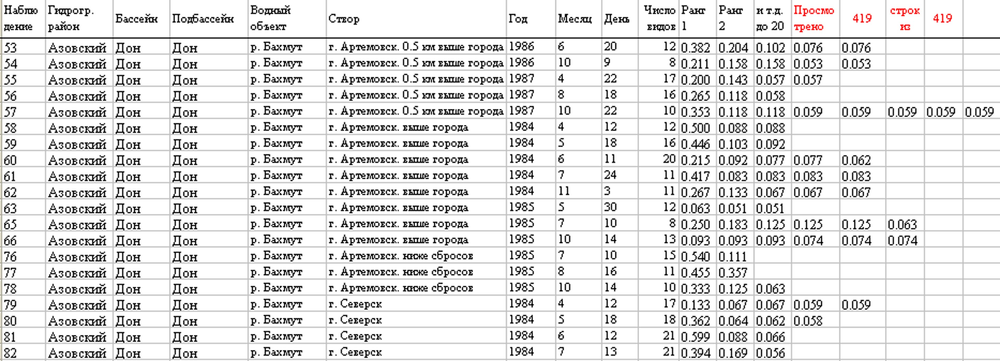 Наблю дение Гидрогр. район Бассейн Подбассейн Водный объект Створ Год Месяц День Число видов Ранг 1 Ранг 2 и т.д. до 20 Просмо трено 419 строк из 419
53 Азовский Дон Дон р. Бахмут г. Артемовск. 0.5 км выше города 1986 6 20 12 0.382 0.204 0.102 0.076 0.076
54 Азовский Дон Дон р. Бахмут г. Артемовск. 0.5 км выше города 1986 10 9 8 0.211 0.158 0.158 0.053 0.053
55 Азовский Дон Дон р. Бахмут г. Артемовск. 0.5 км выше города 1987 4 22 17 0.200 0.143 0.057 0.057
56 Азовский Дон Дон р. Бахмут г. Артемовск. 0.5 км выше города 1987 8 18 16 0.265 0.118 0.058
57 Азовский Дон Дон р. Бахмут г. Артемовск. 0.5 км выше города 1987 10 22 10 0.353 0.118 0.118 0.059 0.059 0.059 0.059 0.059
58 Азовский Дон Дон р. Бахмут г. Артемовск. выше города 1984 4 12 12 0.500 0.088 0.088
59 Азовский Дон Дон р. Бахмут г. Артемовск. выше города 1984 5 18 16 0.446 0.103 0.092
60 Азовский Дон Дон р. Бахмут г. Артемовск. выше города 1984 6 11 20 0.215 0.092 0.077 0.077 0.062
61 Азовский Дон Дон р. Бахмут г. Артемовск. выше города 1984 7 24 11 0.417 0.083 0.083 0.083 0.083
62 Азовский Дон Дон р. Бахмут г. Артемовск. выше города 1984 11 3 11 0.267 0.133 0.067 0.067 0.067
63 Азовский Дон Дон р. Бахмут г. Артемовск. выше города 1985 5 30 12 0.063 0.051 0.051
65 Азовский Дон Дон р. Бахмут г. Артемовск. выше города 1985 7 10 8 0.250 0.183 0.125 0.125 0.125 0.063
66 Азовский Дон Дон р. Бахмут г. Артемовск. выше города 1985 10 14 13 0.093 0.093 0.093 0.074 0.074 0.074
76 Азовский Дон Дон р. Бахмут г. Артемовск. ниже сбросов 1985 7 10 15 0.540 0.111
77 Азовский Дон Дон р. Бахмут г. Артемовск. ниже сбросов 1985 8 16 11 0.455 0.357
78 Азовский Дон Дон р. Бахмут г. Артемовск. ниже сбросов 1985 10 14 10 0.333 0.125 0.063
79 Азовский Дон Дон р. Бахмут г. Северск 1984 4 12 17 0.133 0.067 0.067 0.059 0.059
80 Азовский Дон Дон р. Бахмут г. Северск 1984 5 18 18 0.362 0.064 0.062 0.058
81 Азовский Дон Дон р. Бахмут г. Северск 1984 6 12 21 0.599 0.088 0.066
82 Азовский Дон Дон р. Бахмут г. Северск 1984 7 13 21 0.394 0.169 0.056